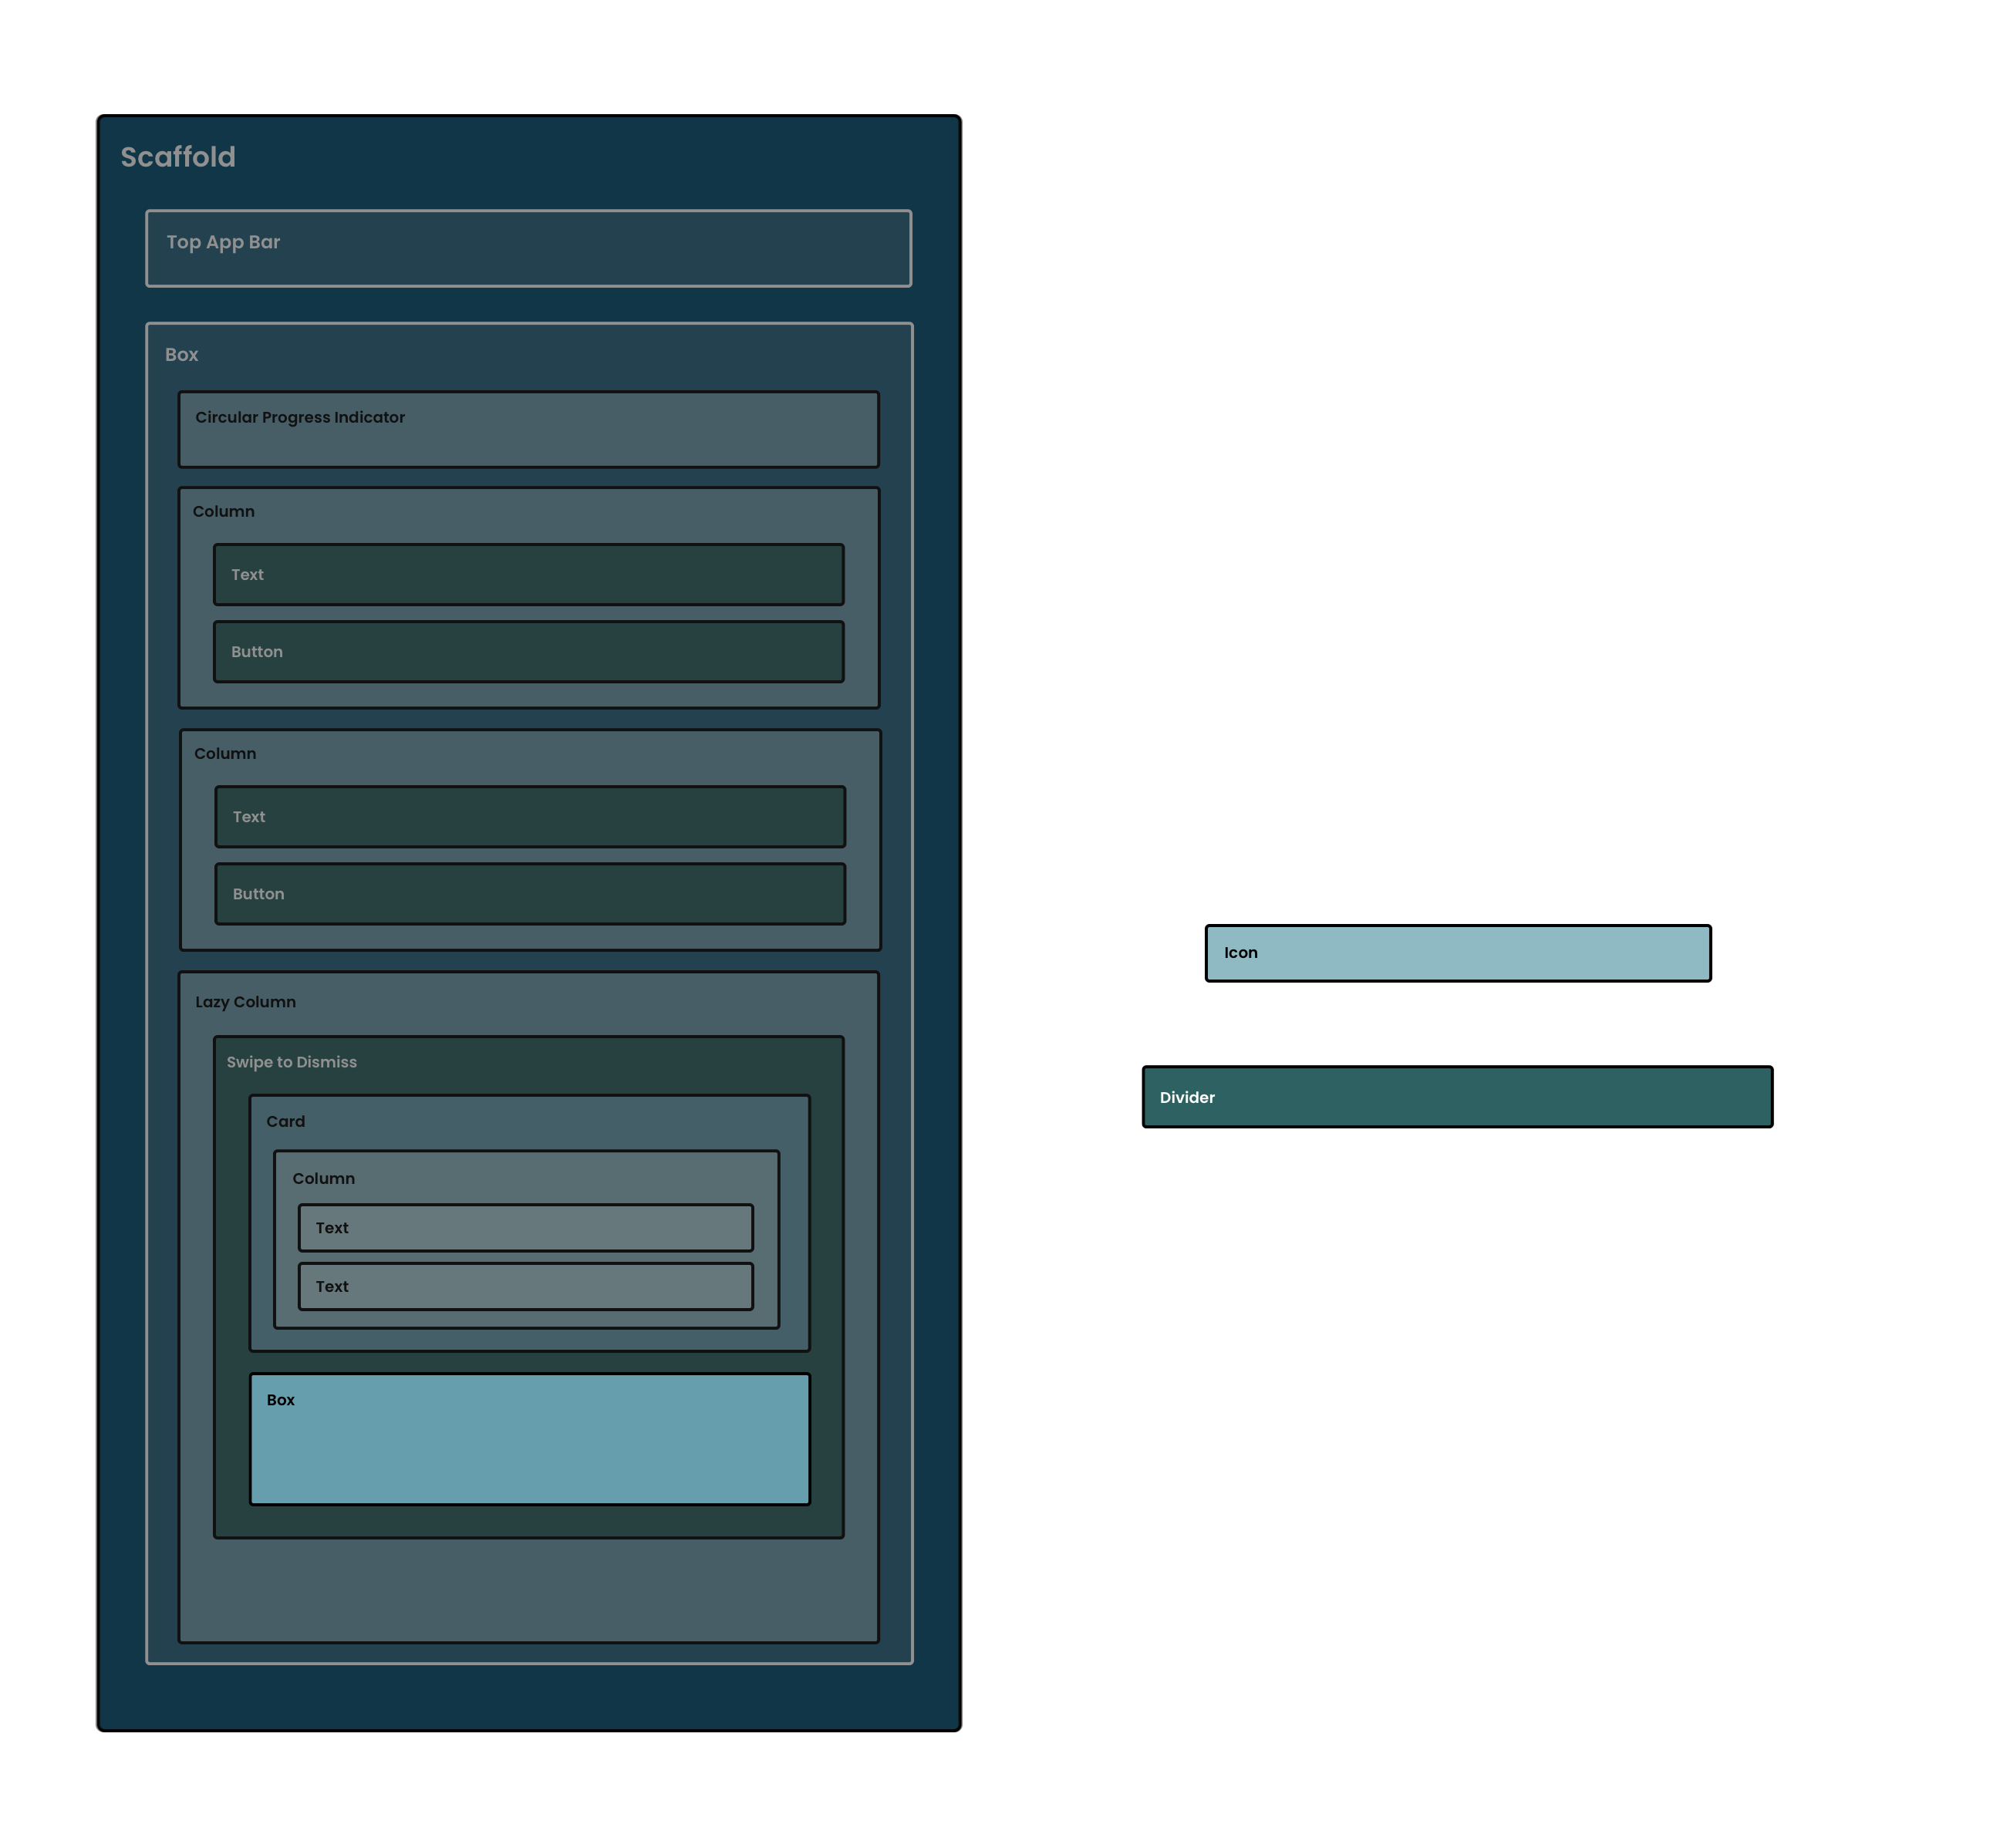 Scaffold
Top App Bar
Box
Circular Progress Indicator
Column
Text
Button
Column
Text
Button
Lazy Column
Swipe to Dismiss
Card
Column
Text
Text
Box
Icon
Divider